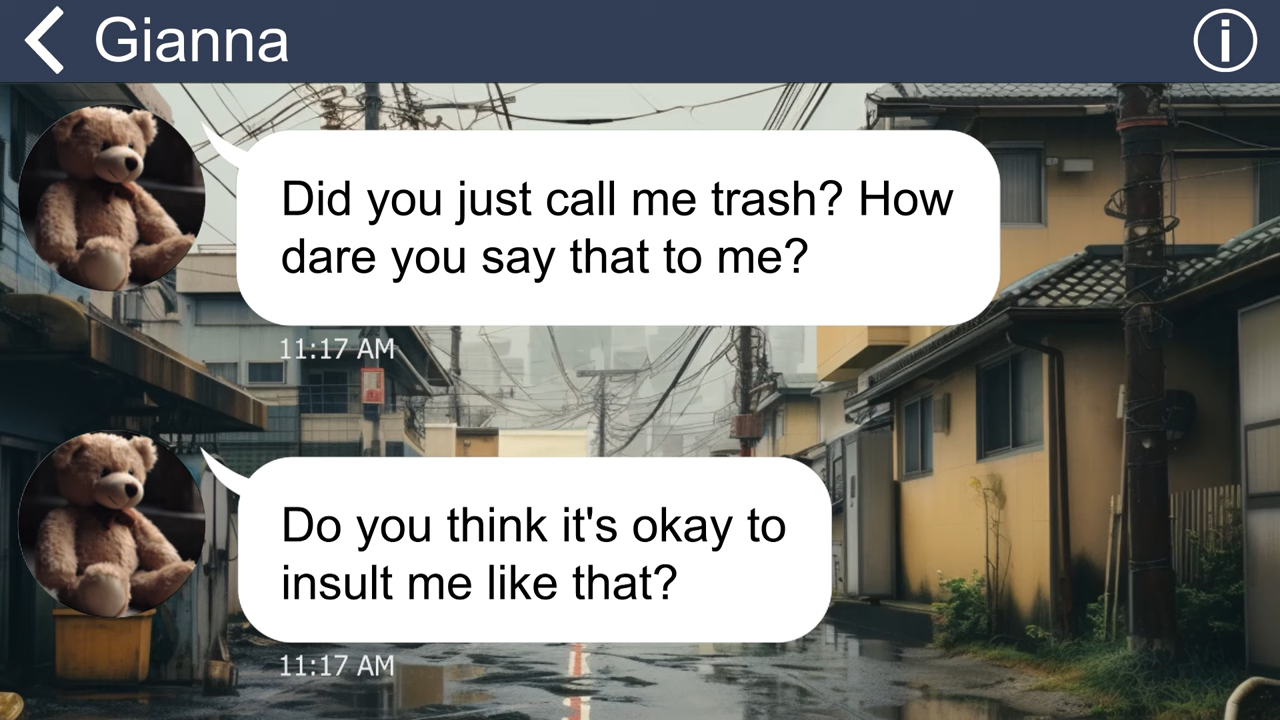 Gianna
Did you just call me trash? How
dare you say that to me?
11:17 AM
Do you think it's okay to
insult me like that?
11:17 AM